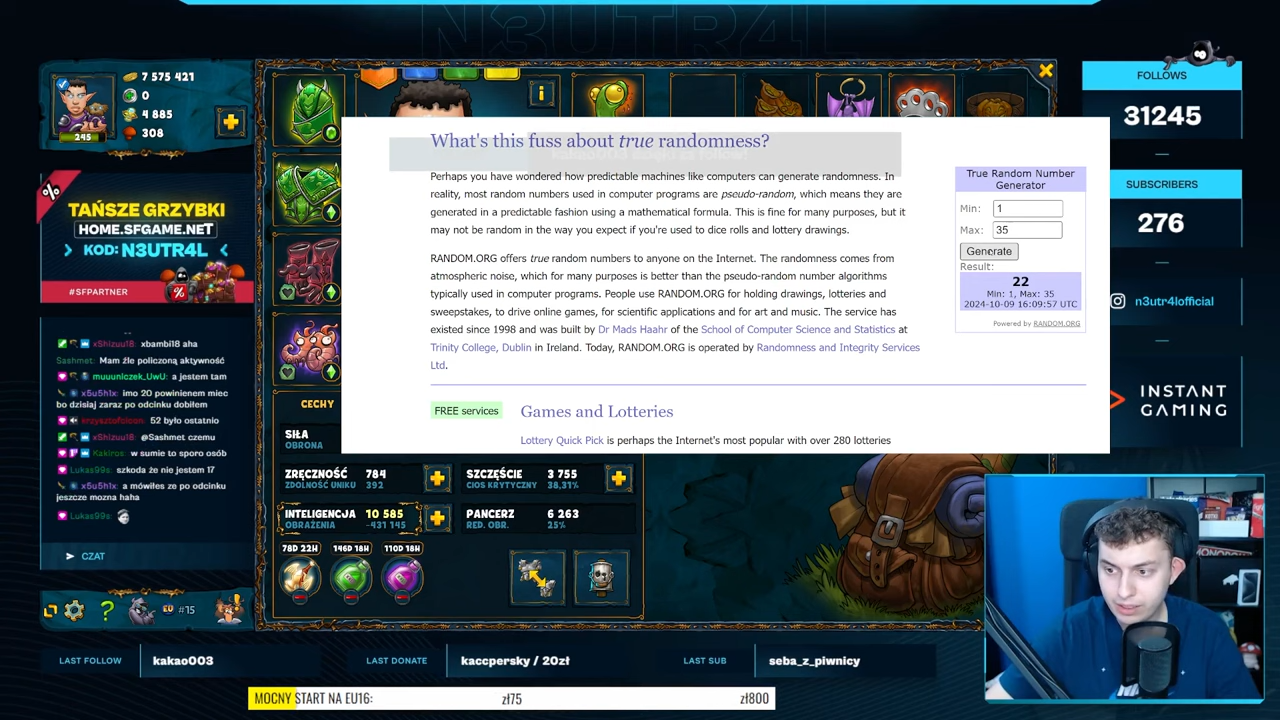 N3UTR4L
7 575 421
0
4 885
308
245
%
TAŃSZE GRZYBKI
HOME.SFGAME.NET
KOD: N3UTR4L
#SFPARTNER
%
xShizuu18: xbambi18 aha
Sashmet: Mam źle policzoną aktywność
muuuniczek_UwU: a jestem tam
x5u5h1x: imo 20 powinienem miec
bo dzisiaj zaraz po odcinku dobiłem
krzysztofcicon: 52 było ostatnio
xShizuu18: @Sashmet czemu
Kakiros: w sumie to sporo osób
Lukas99s: szkoda że nie jestem 17
x5u5h1x: a mówiłes ze po odcinku
jeszcze mozna haha
Lukas99s:
CZAT
EU #15
What's this fuss about true randomness?
Perhaps you have wondered how predictable machines like computers can generate randomness. In
reality, most random numbers used in computer programs are pseudo-random, which means they are
generated in a predictable fashion using a mathematical formula. This is fine for many purposes, but it
may not be random in the way you expect if you're used to dice rolls and lottery drawings.
RANDOM.ORG offers true random numbers to anyone on the Internet. The randomness comes from
atmospheric noise, which for many purposes is better than the pseudo-random number algorithms
typically used in computer programs. People use RANDOM.ORG for holding drawings, lotteries and
sweepstakes, to drive online games, for scientific applications and for art and music. The service has
existed since 1998 and was built by Dr Mads Haahr of the School of Computer Science and Statistics at
Trinity College, Dublin in Ireland. Today, RANDOM.ORG is operated by Randomness and Integrity Services
Ltd.
FREE services
Games and Lotteries
Lottery Quick Pick is perhaps the Internet's most popular with over 280 lotteries
True Random Number
Generator
Min: 1
Max: 35
Generate
Result:
22
Min: 1, Max: 35
2024-10-09 16:09:57 UTC
Powered by RANDOM.ORG
CECHY
SIŁA
OBRONA
ZRĘCZNOŚĆ 784
ZDOLNOŚĆ UNIKU 392
SZCZĘŚCIE 3 755
CIOS KRYTYCZNY 38,31%
INTELIGENCJA 10 585
OBRAŻENIA ~431 145
PANCERZ 6 263
RED. OBR. 25%
78D 22H
146D 18H
110D 18H
FOLLOWS
31245
SUBSCRIBERS
276
n3utr4lofficial
INSTANT
GAMING
LAST FOLLOW kakao003
LAST DONATE kaccpersky / 20zł
LAST SUB seba_z_piwnicy
MOCNY START NA EU16: zł75 zł800